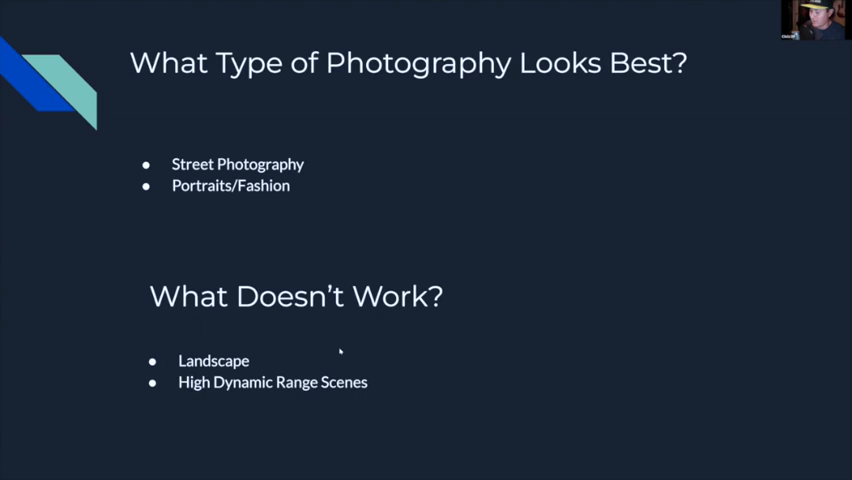 What Type of Photography Looks Best?
● Street Photography
● Portraits/Fashion
What Doesn't Work?
● Landscape
● High Dynamic Range Scenes